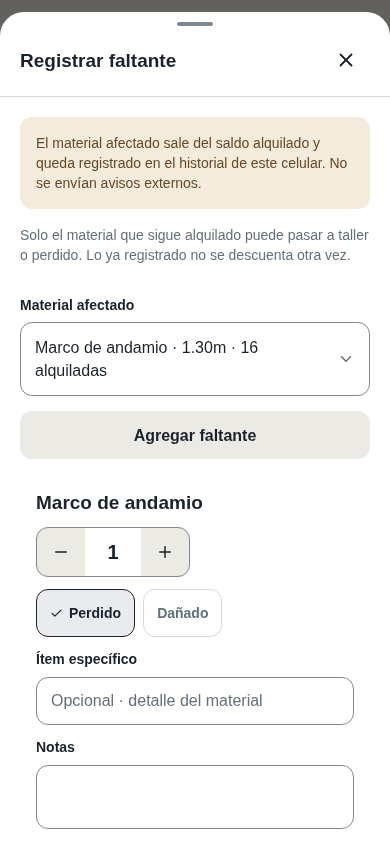 Registrar faltante
El material afectado sale del saldo alquilado y
queda registrado en el historial de este celular. No
se envían avisos externos.
Solo el material que sigue alquilado puede pasar a taller
o perdido. Lo ya registrado no se descuenta otra vez.
Material afectado
Marco de andamio · 1.30m · 16
alquiladas
Agregar faltante
Marco de andamio
− 1 +
✓ Perdido Dañado
Ítem específico
Opcional · detalle del material
Notas